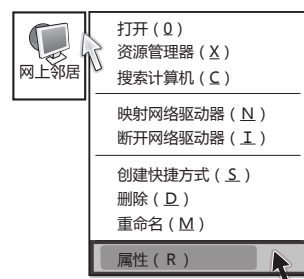 网上邻居
打开(0)
资源管理器(X)
搜索计算机(C)
映射网络驱动器(N)
断开网络驱动器(I)
创建快捷方式(S)
删除(D)
重命名(M)
属性(R)